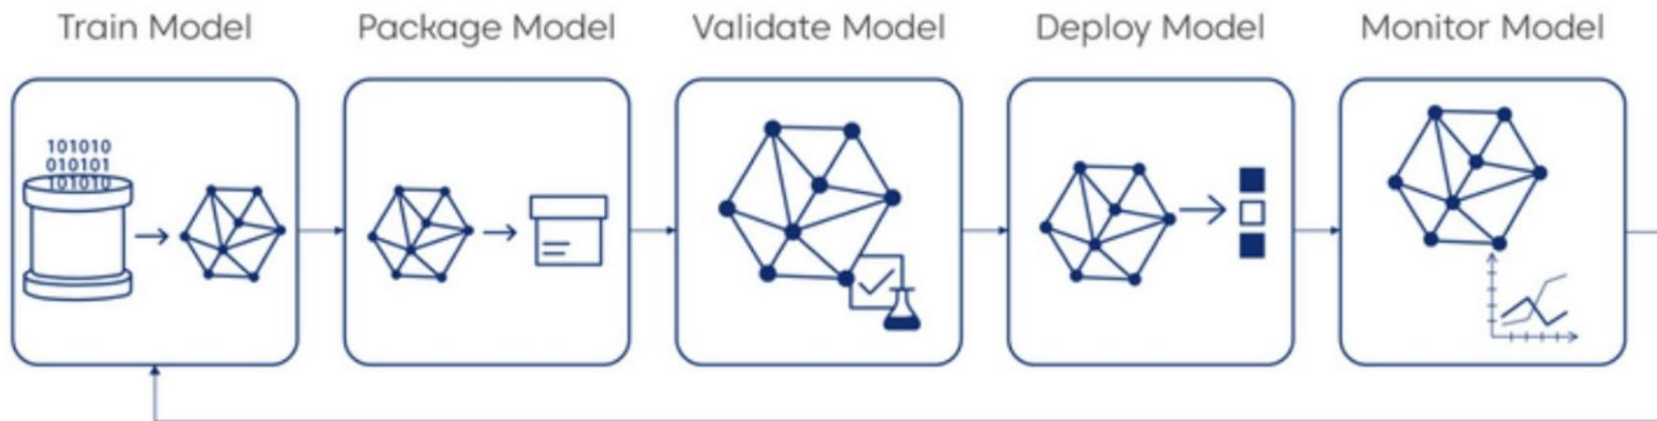 Train Model
Package Model
Validate Model
Deploy Model
Monitor Model
101010
010101
101010